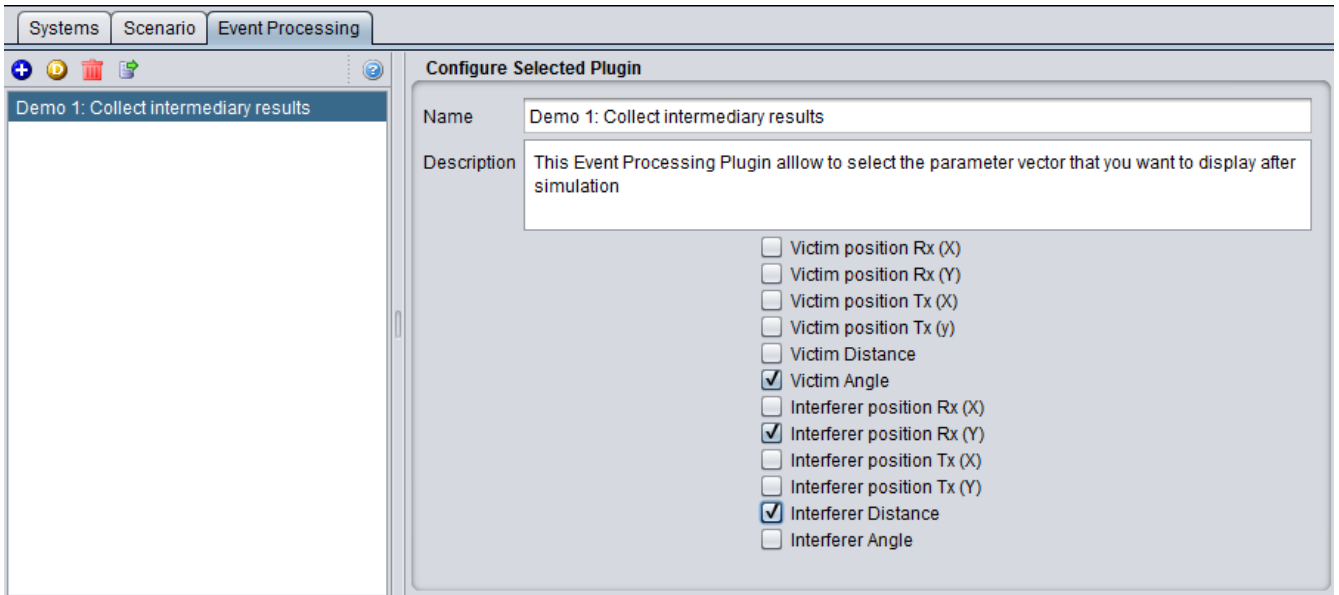 Systems
Scenario
Event Processing
D
?
Configure Selected Plugin
Demo 1: Collect intermediary results
Name
Demo 1: Collect intermediary results
Description
This Event Processing Plugin alllow to select the parameter vector that you want to display after
simulation
Victim position Rx (X)
Victim position Rx (Y)
Victim position Tx (X)
Victim position Tx (y)
Victim Distance
Victim Angle
Interferer position Rx (X)
Interferer position Rx (Y)
Interferer position Tx (X)
Interferer position Tx (Y)
Interferer Distance
Interferer Angle